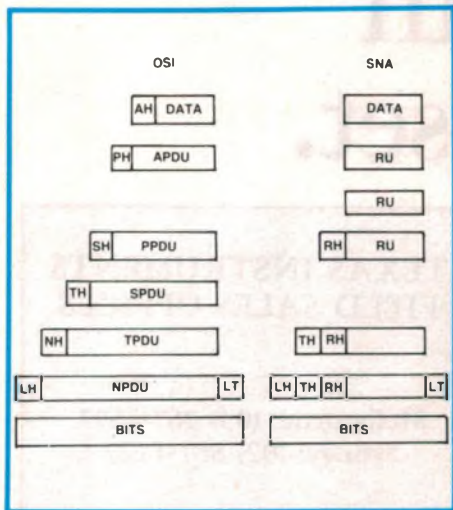 OSI SNA
AH DATA DATA
PH APDU RU
RU
SH PPDU RH RU
TH SPDU
NH TPDU TH RH
LH NPDU LT LH TH RH LT
BITS BITS